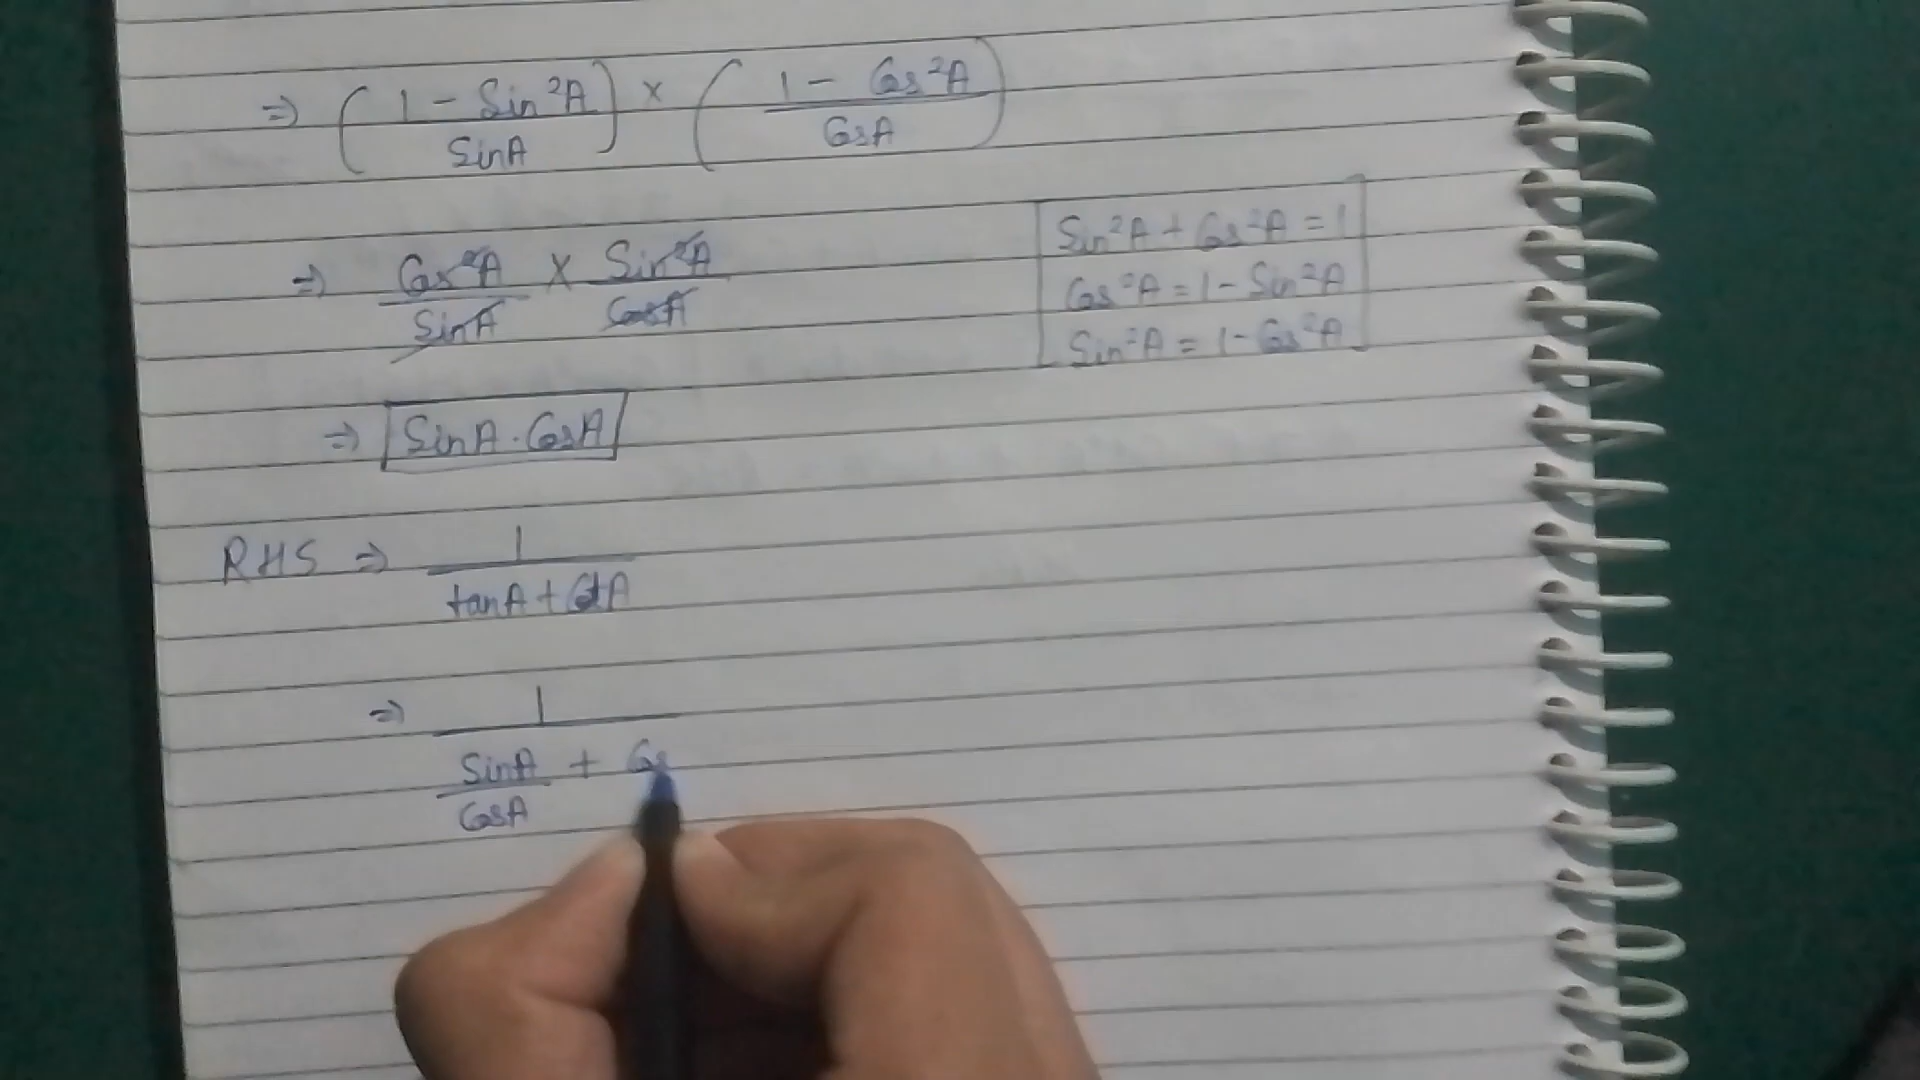 => ( 1 - Sin²A / SinA ) × ( 1 - Cos²A / CosA )
=> Cos²A / SinA × Sin²A / CosA
Sin²A + Cos²A = 1
Cos²A = 1 - Sin²A
Sin²A = 1 - Cos²A
=> SinA . CosA
RHS => 1 / tanA + CotA
=> 1 / SinA / CosA + Cos